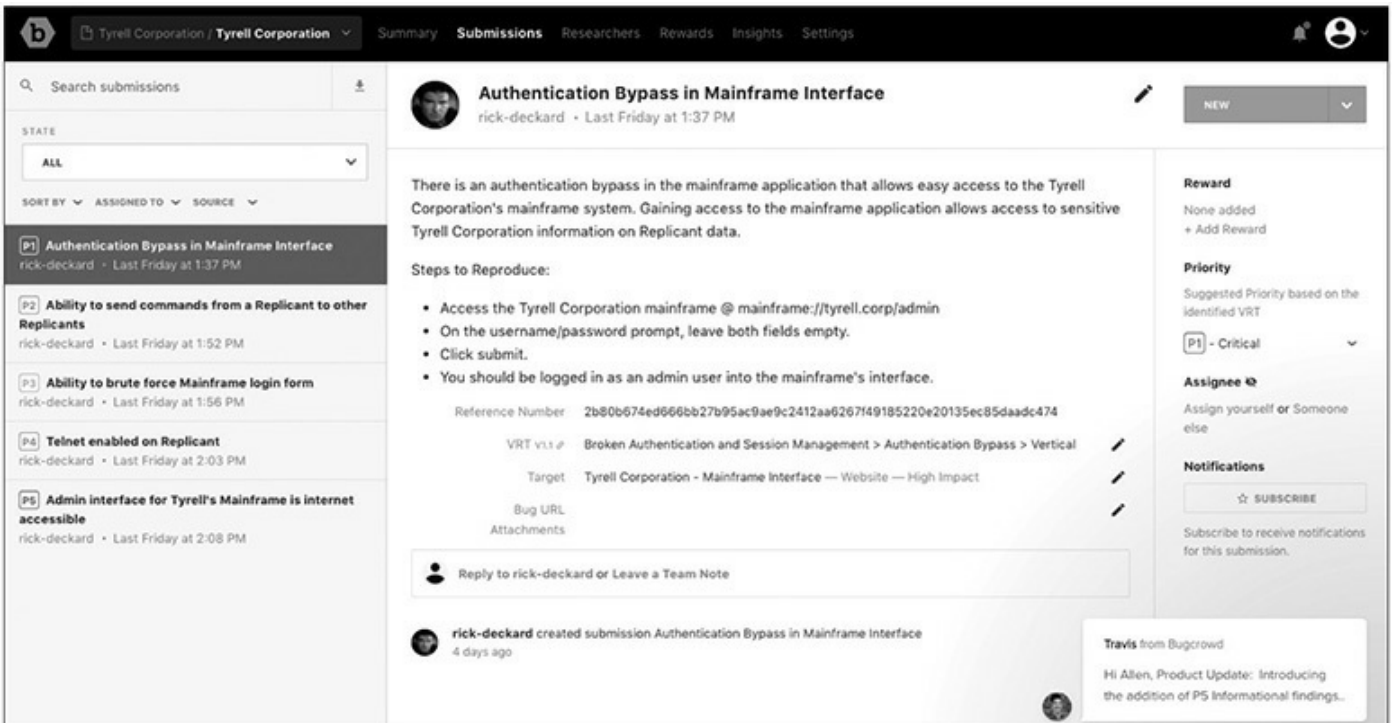 b
Tyrell Corporation / Tyrell Corporation
Summary Submissions Researchers Rewards Insights Settings
Search submissions
STATE
ALL
SORT BY ASSIGNED TO SOURCE
P1 Authentication Bypass in Mainframe Interface
rick-deckard • Last Friday at 1:37 PM
P2 Ability to send commands from a Replicant to other
Replicants
rick-deckard • Last Friday at 1:52 PM
P3 Ability to brute force Mainframe login form
rick-deckard • Last Friday at 1:56 PM
P4 Telnet enabled on Replicant
rick-deckard • Last Friday at 2:03 PM
P5 Admin interface for Tyrell's Mainframe is internet
accessible
rick-deckard • Last Friday at 2:08 PM
Authentication Bypass in Mainframe Interface
rick-deckard • Last Friday at 1:37 PM
There is an authentication bypass in the mainframe application that allows easy access to the Tyrell
Corporation's mainframe system. Gaining access to the mainframe application allows access to sensitive
Tyrell Corporation information on Replicant data.
Steps to Reproduce:
• Access the Tyrell Corporation mainframe @ mainframe://tyrell.corp/admin
• On the username/password prompt, leave both fields empty.
• Click submit.
• You should be logged in as an admin user into the mainframe's interface.
Reference Number 2b80b674ed666bb27b95ac9ae9c2412aa6267f49185220e20135ec85daadc474
VRT V1.1 Broken Authentication and Session Management > Authentication Bypass > Vertical
Target Tyrell Corporation - Mainframe Interface — Website — High Impact
Bug URL
Attachments
Reply to rick-deckard or Leave a Team Note
rick-deckard created submission Authentication Bypass in Mainframe Interface
4 days ago
NEW
Reward
None added
+ Add Reward
Priority
Suggested Priority based on the
identified VRT
P1 - Critical
Assignee
Assign yourself or Someone
else
Notifications
☆ SUBSCRIBE
Subscribe to receive notifications
for this submission.
Travis from Bugcrowd
Hi Allen, Product Update: Introducing
the addition of P5 Informational findings..